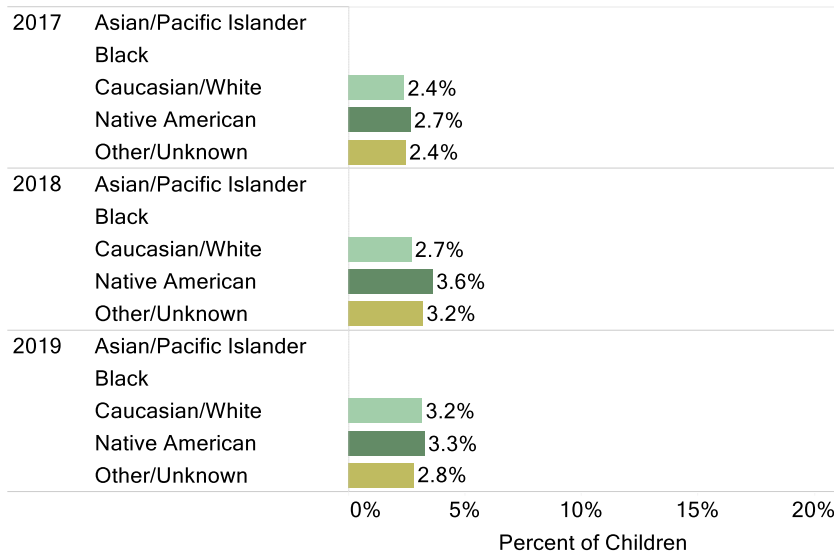 2017 Asian/Pacific Islander
Black
Caucasian/White 2.4%
Native American 2.7%
Other/Unknown 2.4%
2018 Asian/Pacific Islander
Black
Caucasian/White 2.7%
Native American 3.6%
Other/Unknown 3.2%
2019 Asian/Pacific Islander
Black
Caucasian/White 3.2%
Native American 3.3%
Other/Unknown 2.8%
0% 5% 10% 15% 20%
Percent of Children